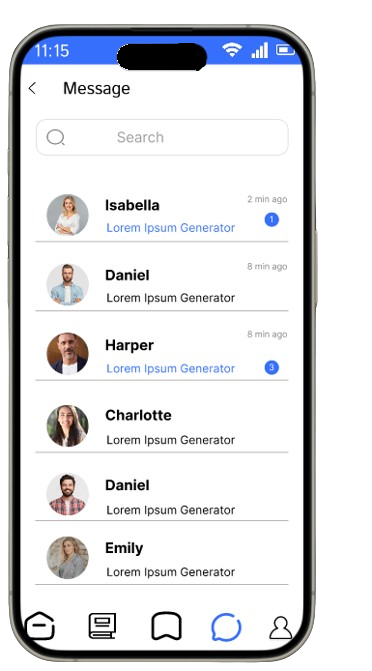 11:15
Message
Search
Isabella
2 min ago
Lorem Ipsum Generator
1
Daniel
8 min ago
Lorem Ipsum Generator
Harper
8 min ago
Lorem Ipsum Generator
3
Charlotte
Lorem Ipsum Generator
Daniel
Lorem Ipsum Generator
Emily
Lorem Ipsum Generator